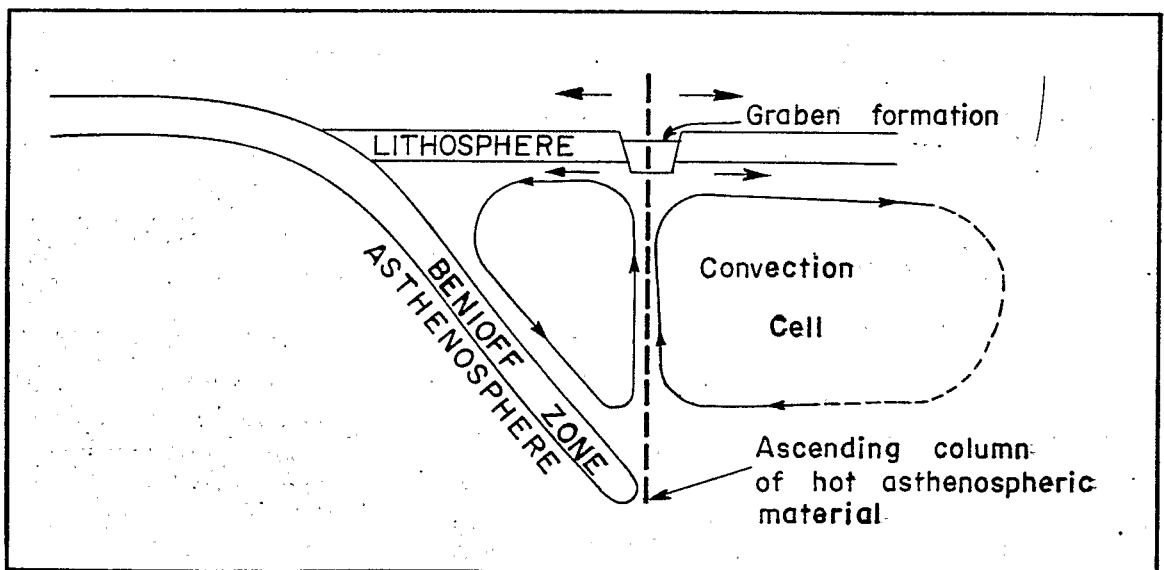 Graben formation
LITHOSPHERE
BENIOFF ZONE
ASTHENOSPHERE
Convection
Cell
Ascending column
of hot asthenospheric
material